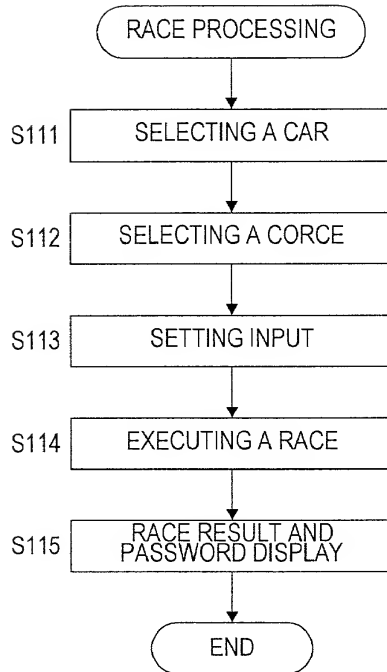 RACE PROCESSING
S111 SELECTING A CAR
S112 SELECTING A CORCE
S113 SETTING INPUT
S114 EXECUTING A RACE
S115 RACE RESULT AND
PASSWORD DISPLAY
END